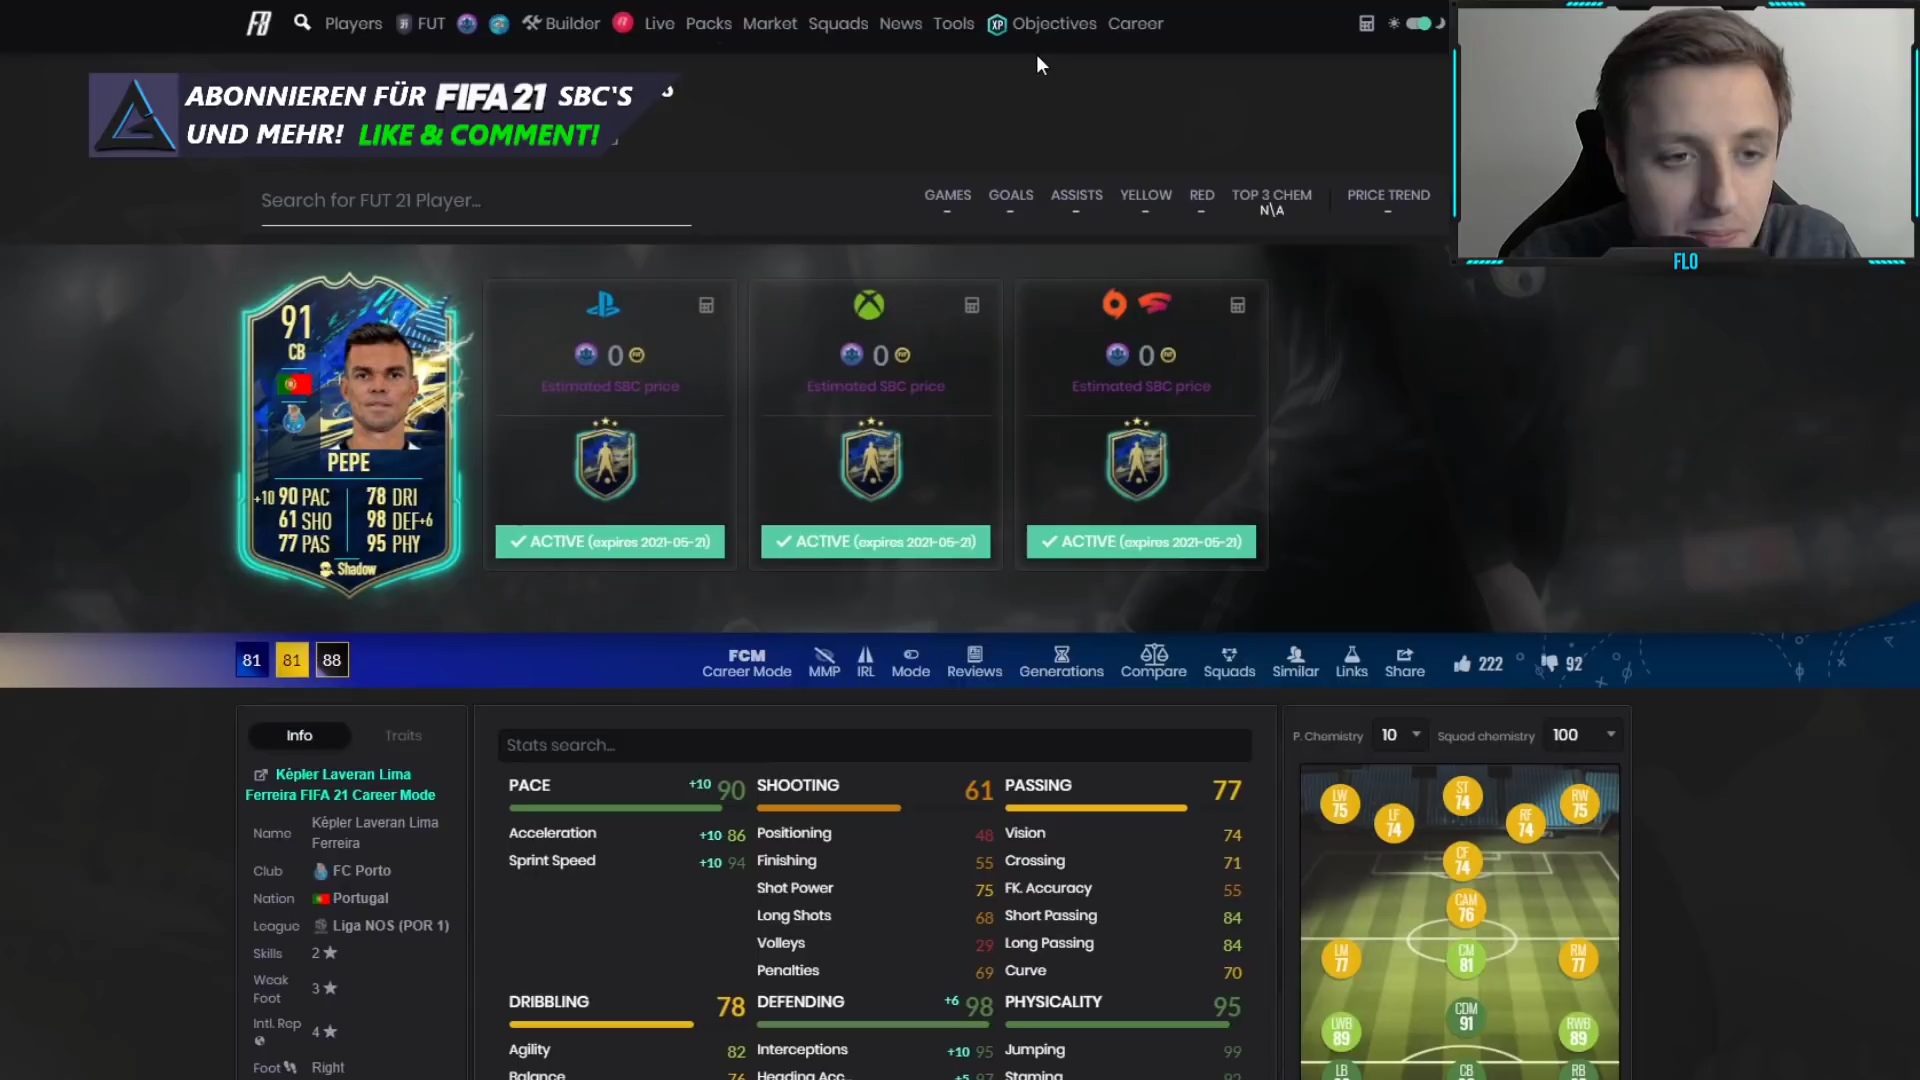 Players FUT Builder Live Packs Market Squads News Tools XP Objectives Career
ABONNIEREN FÜR FIFA21 SBC'S
UND MEHR! LIKE & COMMENT!
Search for FUT 21 Player...
GAMES GOALS ASSISTS YELLOW RED TOP 3 CHEM PRICE TREND
- - - - - N\A -
FLO
91
CB
PEPE
+10 90 PAC 78 DRI
61 SHO 98 DEF+6
77 PAS 95 PHY
Shadow
0
Estimated SBC price
ACTIVE (expires 2021-05-21)
0
Estimated SBC price
ACTIVE (expires 2021-05-21)
0
Estimated SBC price
ACTIVE (expires 2021-05-21)
81 81 88
FCM
Career Mode MMP IRL Mode Reviews Generations Compare Squads Similar Links Share 222 92
Info Traits
Képler Laveran Lima
Ferreira FIFA 21 Career Mode
Name Képler Laveran Lima
Ferreira
Club FC Porto
Nation Portugal
League Liga NOS (POR 1)
Skills 2★
Weak
Foot 3★
Intl. Rep 4★
Foot Right
Stats search...
PACE +10 90
Acceleration +10 86
Sprint Speed +10 94
SHOOTING 61
Positioning 48
Finishing 55
Shot Power 75
Long Shots 68
Volleys 29
Penalties 69
PASSING 77
Vision 74
Crossing 71
FK. Accuracy 55
Short Passing 84
Long Passing 84
Curve 70
DRIBBLING 78
Agility 82
Balance 76
DEFENDING +6 98
Interceptions +10 95
Heading Acc. +5 97
PHYSICALITY 95
Jumping 99
Stamina
P. Chemistry 10 Squad chemistry 100
LW
75
ST
74
RW
75
LF
74
RF
74
CF
74
CAM
76
LM
77
CM
81
RM
77
CDM
91
LWB
89
RWB
89
LB
CB
RB